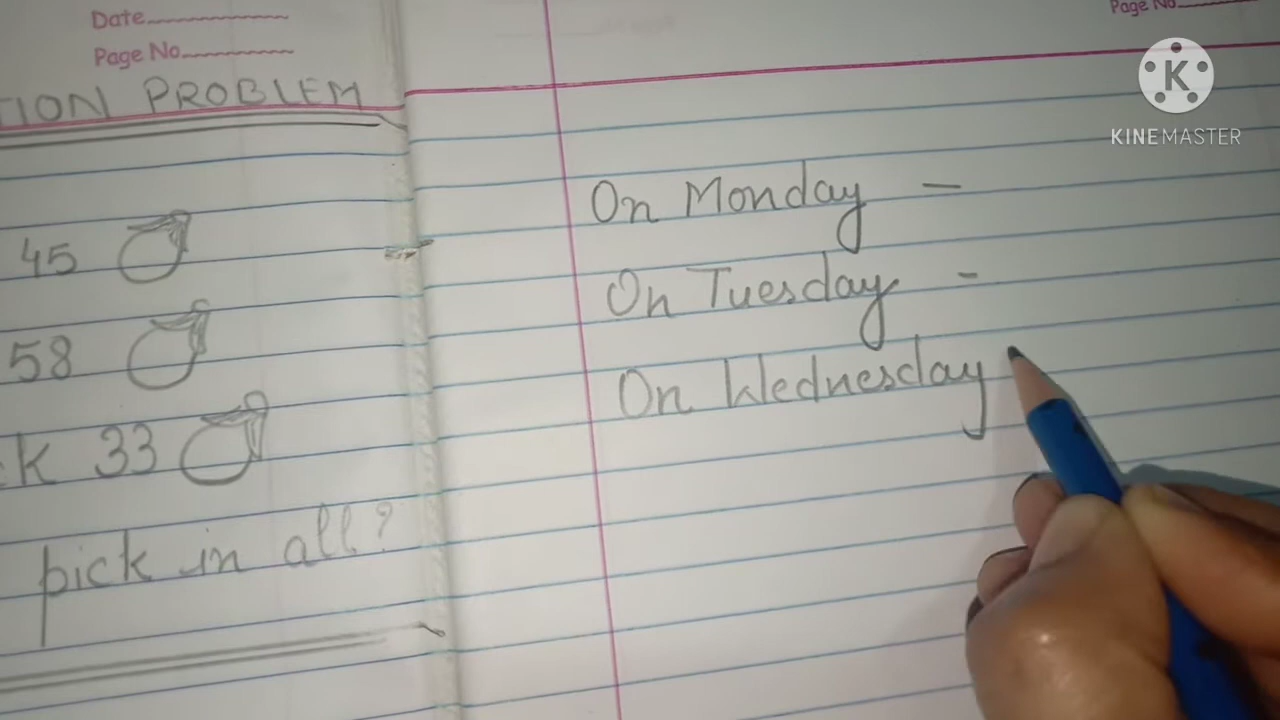 Date
Page No
TION PROBLEM
45
58
k 33
pick in all?
Page No
On Monday -
On Tuesday -
On Wednesday
KINEMASTER